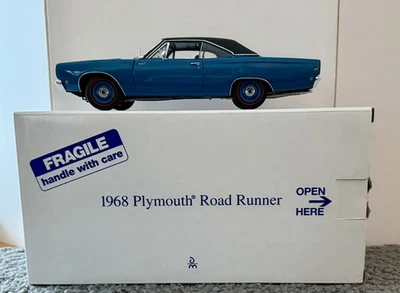 FRAGILE
handle with care
1968 Plymouth® Road Runner
OPEN
HERE